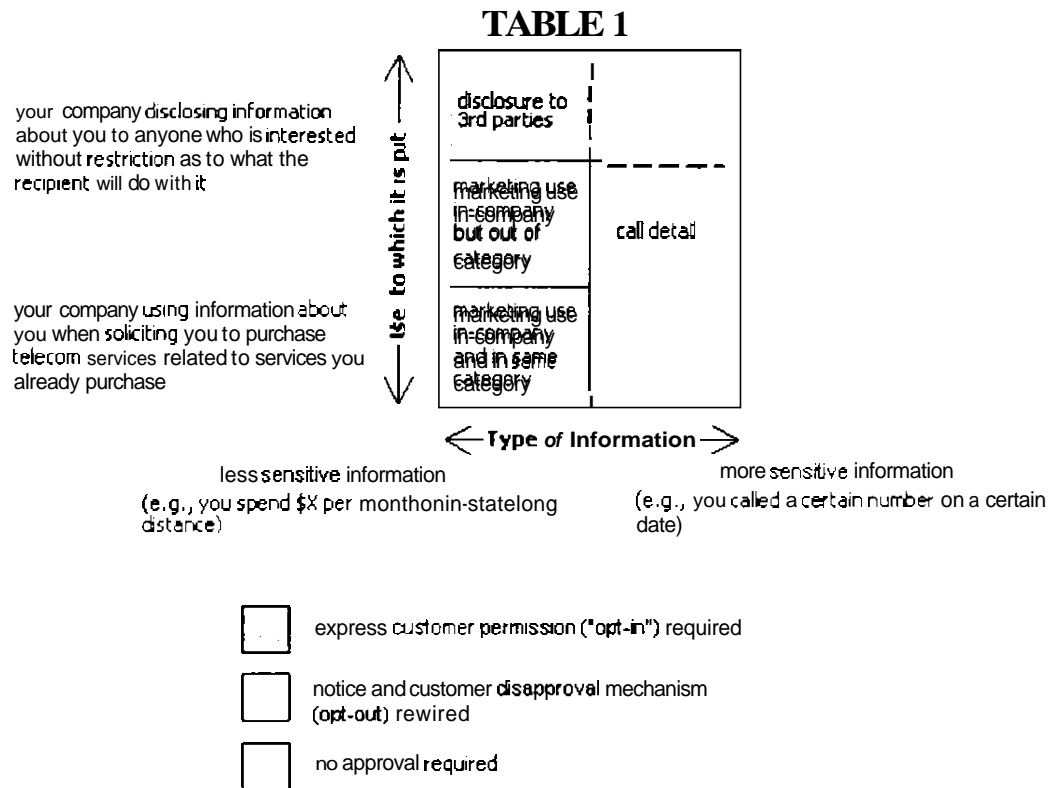 TABLE 1
your company disclosing information
about you to anyone who is interested
without restriction as to what the
recipient will do with it
your company using information about
you when soliciting you to purchase
telecom services related to services you
already purchase
Use to which it is put
disclosure to
3rd parties
marketing use
in-company
but out of
category
marketing use
in-company
and in same
category
call detail
Type of Information
less sensitive information
(e.g., you spend $X per monthonin-statelong
distance)
more sensitive information
(e.g., you called a certain number on a certain
date)
express customer permission ("opt-in") required
notice and customer disapproval mechanism
(opt-out) rewired
no approval required